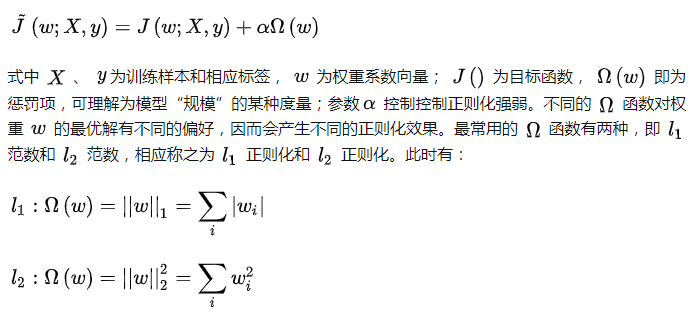 J̃ (w; X, y) = J (w; X, y) + αΩ (w)
式中 X 、 y 为训练样本和相应标签， w 为权重系数向量； J () 为目标函数， Ω (w) 即为
惩罚项，可理解为模型“规模”的某种度量；参数 α 控制控制正则化强弱。不同的 Ω 函数对权
重 w 的最优解有不同的偏好，因而会产生不同的正则化效果。最常用的 Ω 函数有两种，即 l₁
范数和 l₂ 范数，相应称之为 l₁ 正则化和 l₂ 正则化。此时有：
l₁ : Ω (w) = ||w||₁ = ∑ᵢ |wᵢ|
l₂ : Ω (w) = ||w||₂² = ∑ᵢ wᵢ²